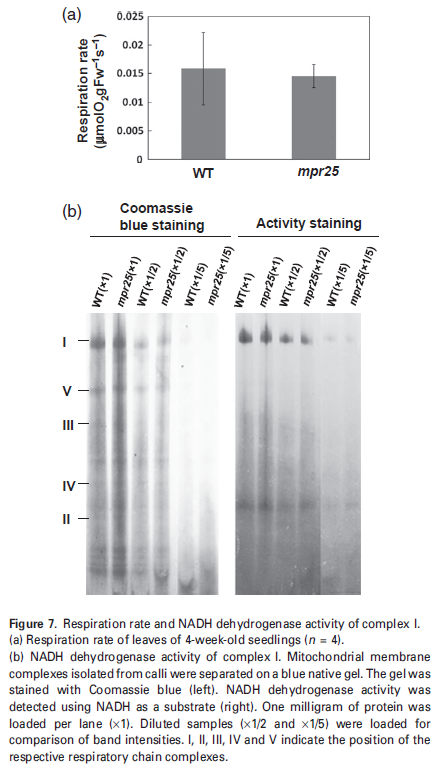 (a)
0.025
0.02
0.015
0.01
0.005
0
Respiration rate
(μmolO₂gFw⁻¹s⁻¹)
WT
mpr25
(b)
Coomassie
blue staining
Activity staining
WT(×1)
mpr25(×1)
WT(×1/2)
mpr25(×1/2)
WT(×1/5)
mpr25(×1/5)
WT(×1)
mpr25(×1)
WT(×1/2)
mpr25(×1/2)
WT(×1/5)
mpr25(×1/5)
I
V
III
IV
II
Figure 7. Respiration rate and NADH dehydrogenase activity of complex I.
(a) Respiration rate of leaves of 4-week-old seedlings (n = 4).
(b) NADH dehydrogenase activity of complex I. Mitochondrial membrane
complexes isolated from calli were separated on a blue native gel. The gel was
stained with Coomassie blue (left). NADH dehydrogenase activity was
detected using NADH as a substrate (right). One milligram of protein was
loaded per lane (×1). Diluted samples (×1/2 and ×1/5) were loaded for
comparison of band intensities. I, II, III, IV and V indicate the position of the
respective respiratory chain complexes.